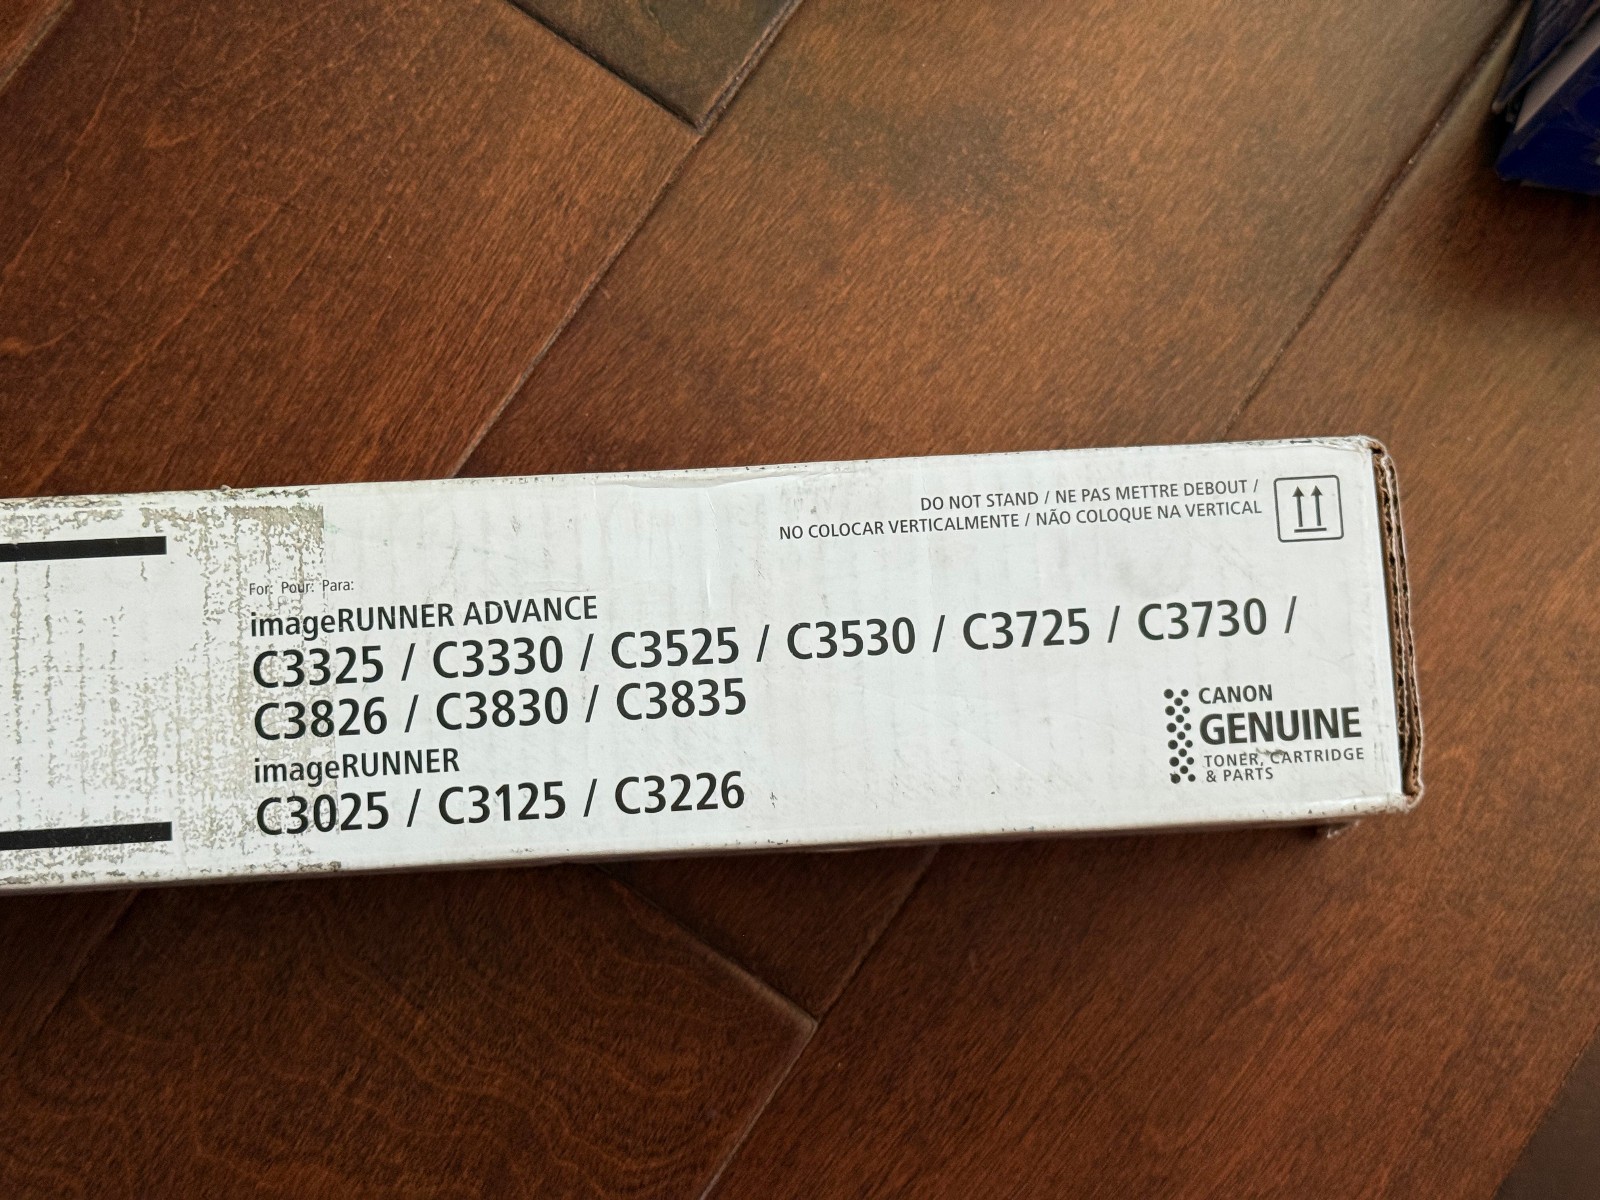 DO NOT STAND / NE PAS METTRE DEBOUT /
NO COLOCAR VERTICALMENTE / NÃO COLOQUE NA VERTICAL
For: Pour: Para:
imageRUNNER ADVANCE
C3325 / C3330 / C3525 / C3530 / C3725 / C3730 /
C3826 / C3830 / C3835
imageRUNNER
C3025 / C3125 / C3226
CANON
GENUINE
TONER, CARTRIDGE
& PARTS